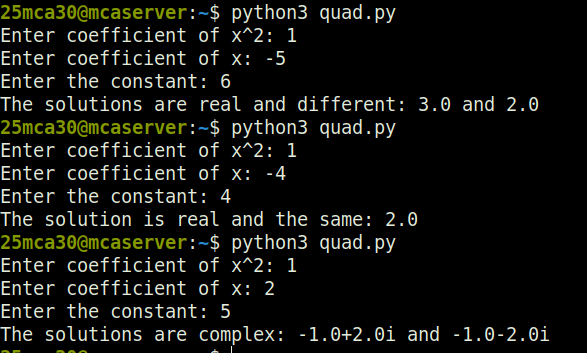 25mca30@mcaserver:~$ python3 quad.py
Enter coefficient of x^2: 1
Enter coefficient of x: -5
Enter the constant: 6
The solutions are real and different: 3.0 and 2.0
25mca30@mcaserver:~$ python3 quad.py
Enter coefficient of x^2: 1
Enter coefficient of x: -4
Enter the constant: 4
The solution is real and the same: 2.0
25mca30@mcaserver:~$ python3 quad.py
Enter coefficient of x^2: 1
Enter coefficient of x: 2
Enter the constant: 5
The solutions are complex: -1.0+2.0i and -1.0-2.0i
25mca30@mcaserver:~$